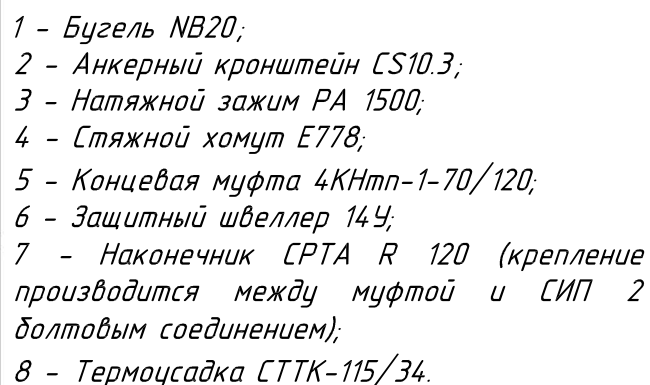 1 – Бугель NB20;
2 – Анкерный кронштейн CS10.3;
3 – Натяжной зажим PA 1500;
4 – Стяжной хомут E778;
5 – Концевая муфта 4КНтп-1-70/120;
6 – Защитный швеллер 14У;
7 – Наконечник CPTA R 120 (крепление
производится между муфтой и СИП 2
болтовым соединением);
8 – Термоусадка СТТК-115/34.